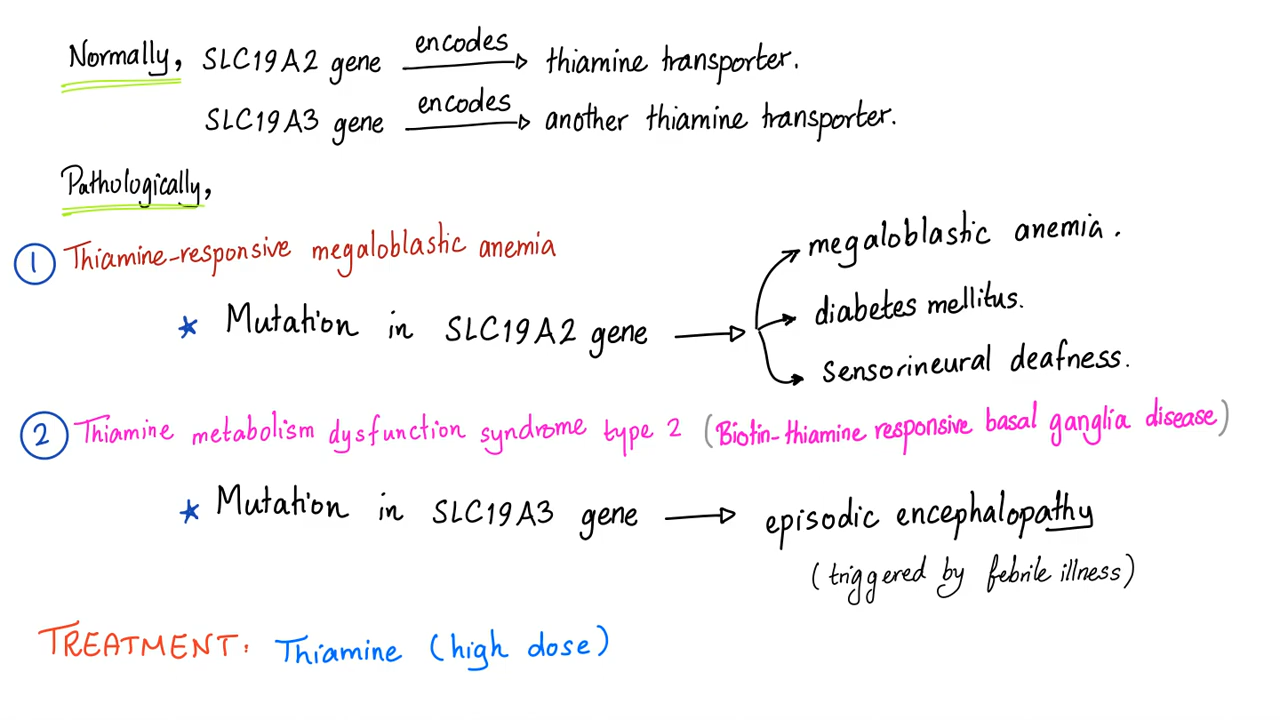 Normally, SLC19A2 gene encodes thiamine transporter.
SLC19A3 gene encodes another thiamine transporter.
Pathologically,
1 Thiamine-responsive megaloblastic anemia
* Mutation in SLC19A2 gene
megaloblastic anemia.
diabetes mellitus.
sensorineural deafness.
2 Thiamine metabolism dysfunction syndrome type 2 (Biotin-thiamine responsive basal ganglia disease)
* Mutation in SLC19A3 gene episodic encephalopathy
(triggered by febrile illness)
TREATMENT: Thiamine (high dose)